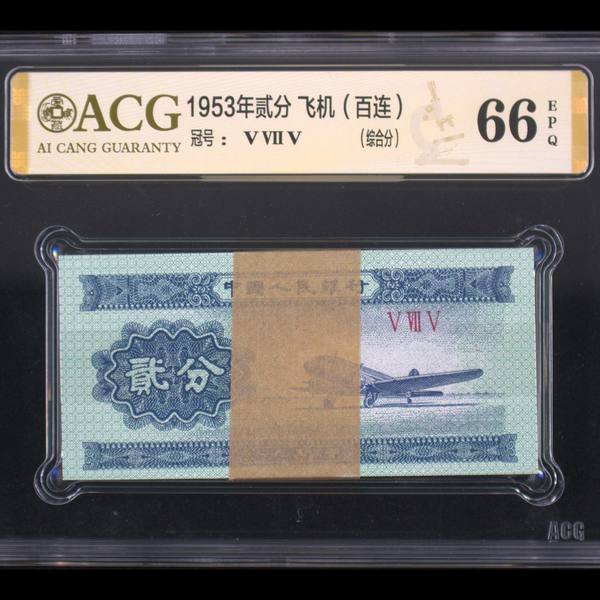 ACG
AI CANG GUARANTY
1953年贰分 飞机（百连）
冠号：V VII V
（综合分）
66
EPQ
中國人民銀行
V VII V
貳分
ACG